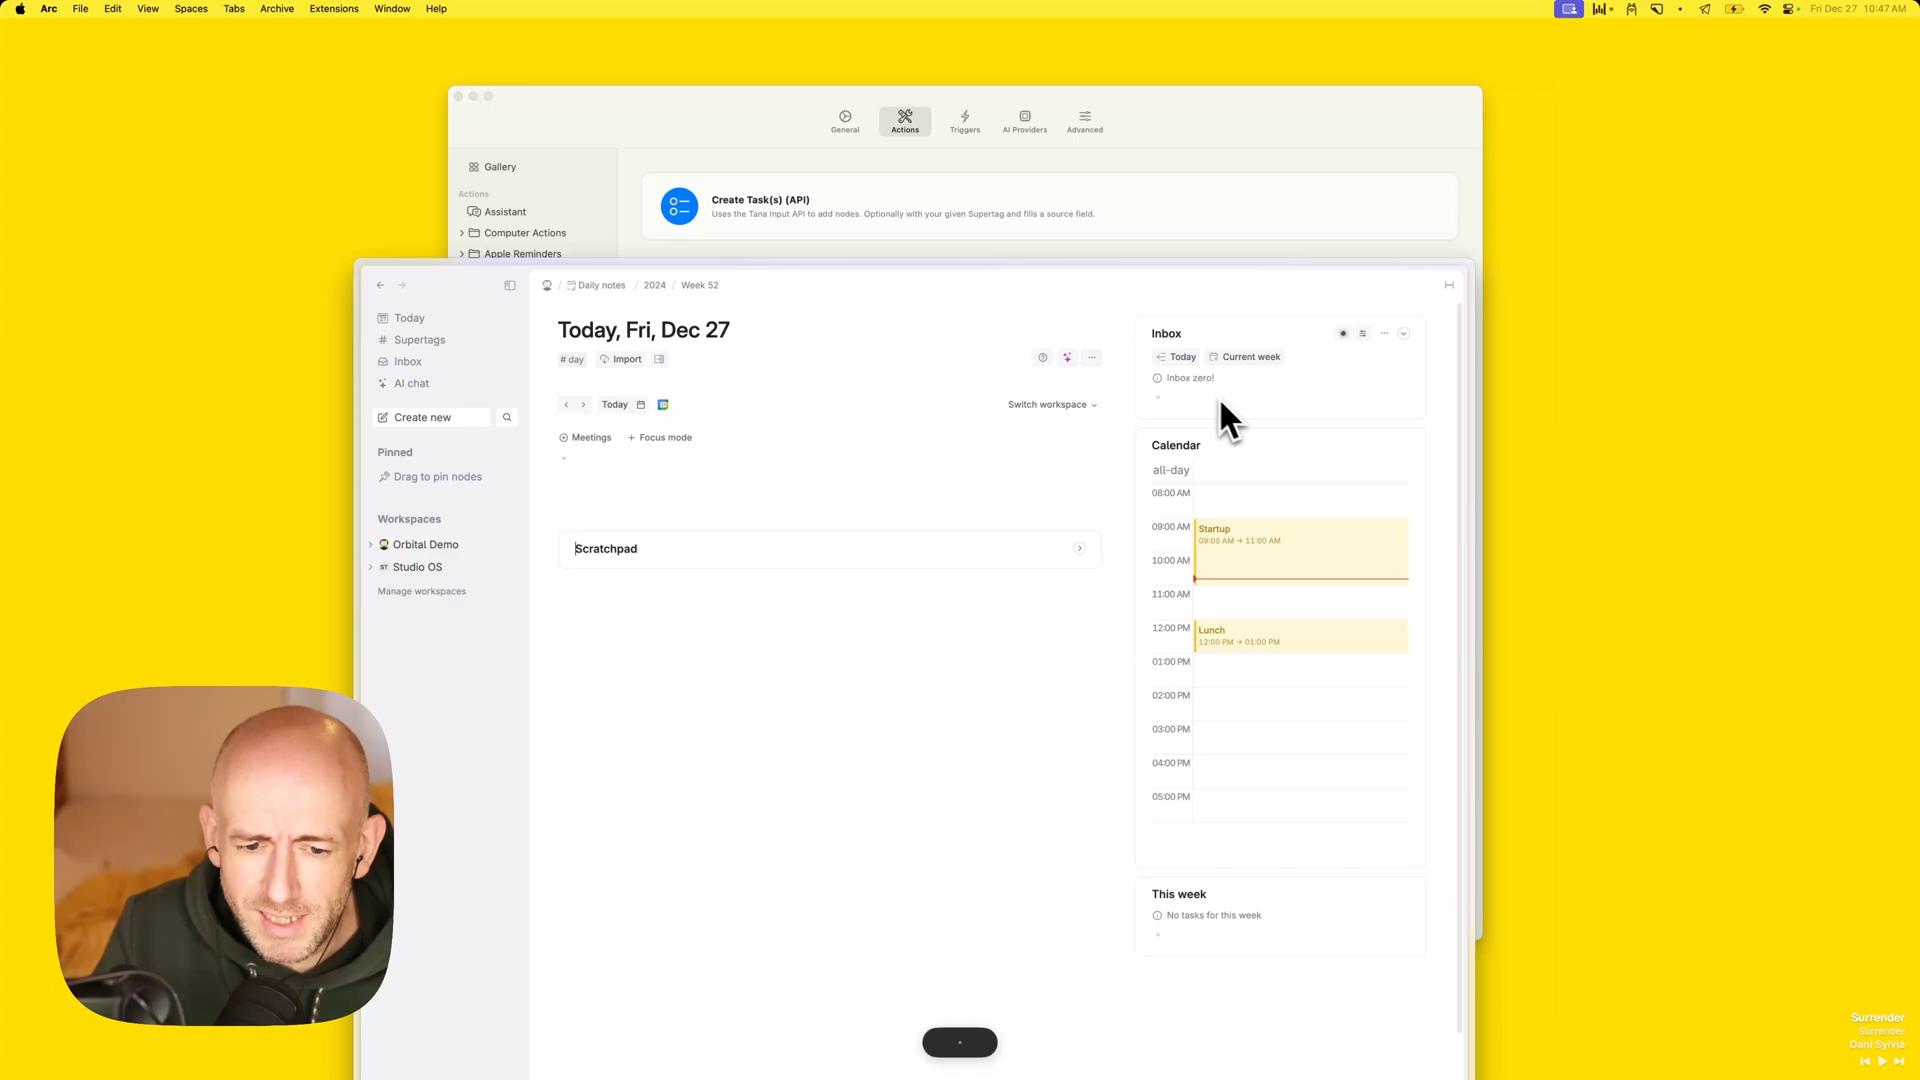 Arc File Edit View Spaces Tabs Archive Extensions Window Help
Fri Dec 27 10:47 AM
General
Actions
Triggers
AI Providers
Advanced
Gallery
Actions
Assistant
Computer Actions
Apple Reminders
Create Task(s) (API)
Uses the Tana Input API to add nodes. Optionally with your given Supertag and fills a source field.
Today
Supertags
Inbox
AI chat
Create new
Pinned
Drag to pin nodes
Workspaces
Orbital Demo
ST Studio OS
Manage workspaces
/ Daily notes / 2024 / Week 52
Today, Fri, Dec 27
# day Import
Today
Switch workspace
Meetings + Focus mode
Scratchpad
Inbox
Today Current week
Inbox zero!
Calendar
all-day
08:00 AM
09:00 AM
Startup
09:00 AM → 11:00 AM
10:00 AM
11:00 AM
12:00 PM
Lunch
12:00 PM → 01:00 PM
01:00 PM
02:00 PM
03:00 PM
04:00 PM
05:00 PM
This week
No tasks for this week
Surrender
Surrender
Dani Sylvia